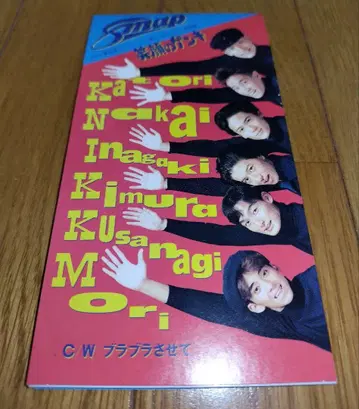 Smap
笑顔のゲンキ
Katori
Nakai
Inagaki
Kimura
Kusanagi
Mori
CW ブラブラさせて